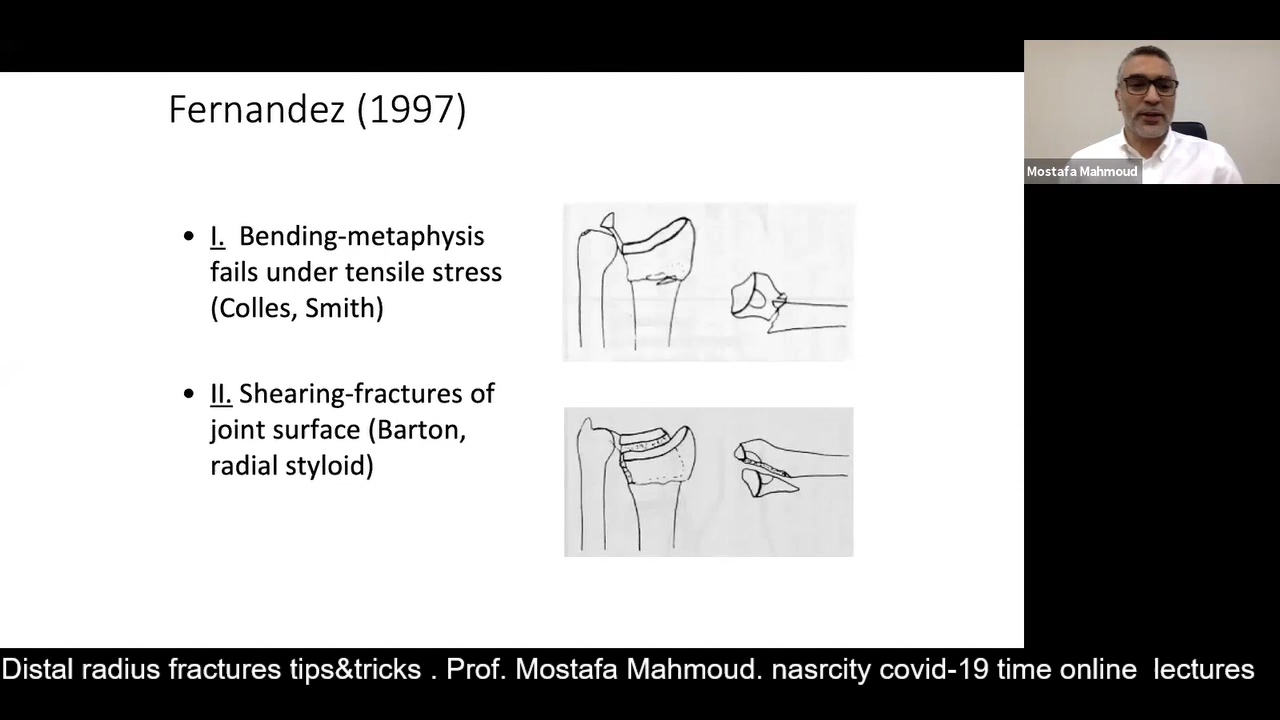 Fernandez (1997)
• I. Bending-metaphysis
fails under tensile stress
(Colles, Smith)
• II. Shearing-fractures of
joint surface (Barton,
radial styloid)
Mostafa Mahmoud
Distal radius fractures tips&tricks . Prof. Mostafa Mahmoud. nasrcity covid-19 time online lectures